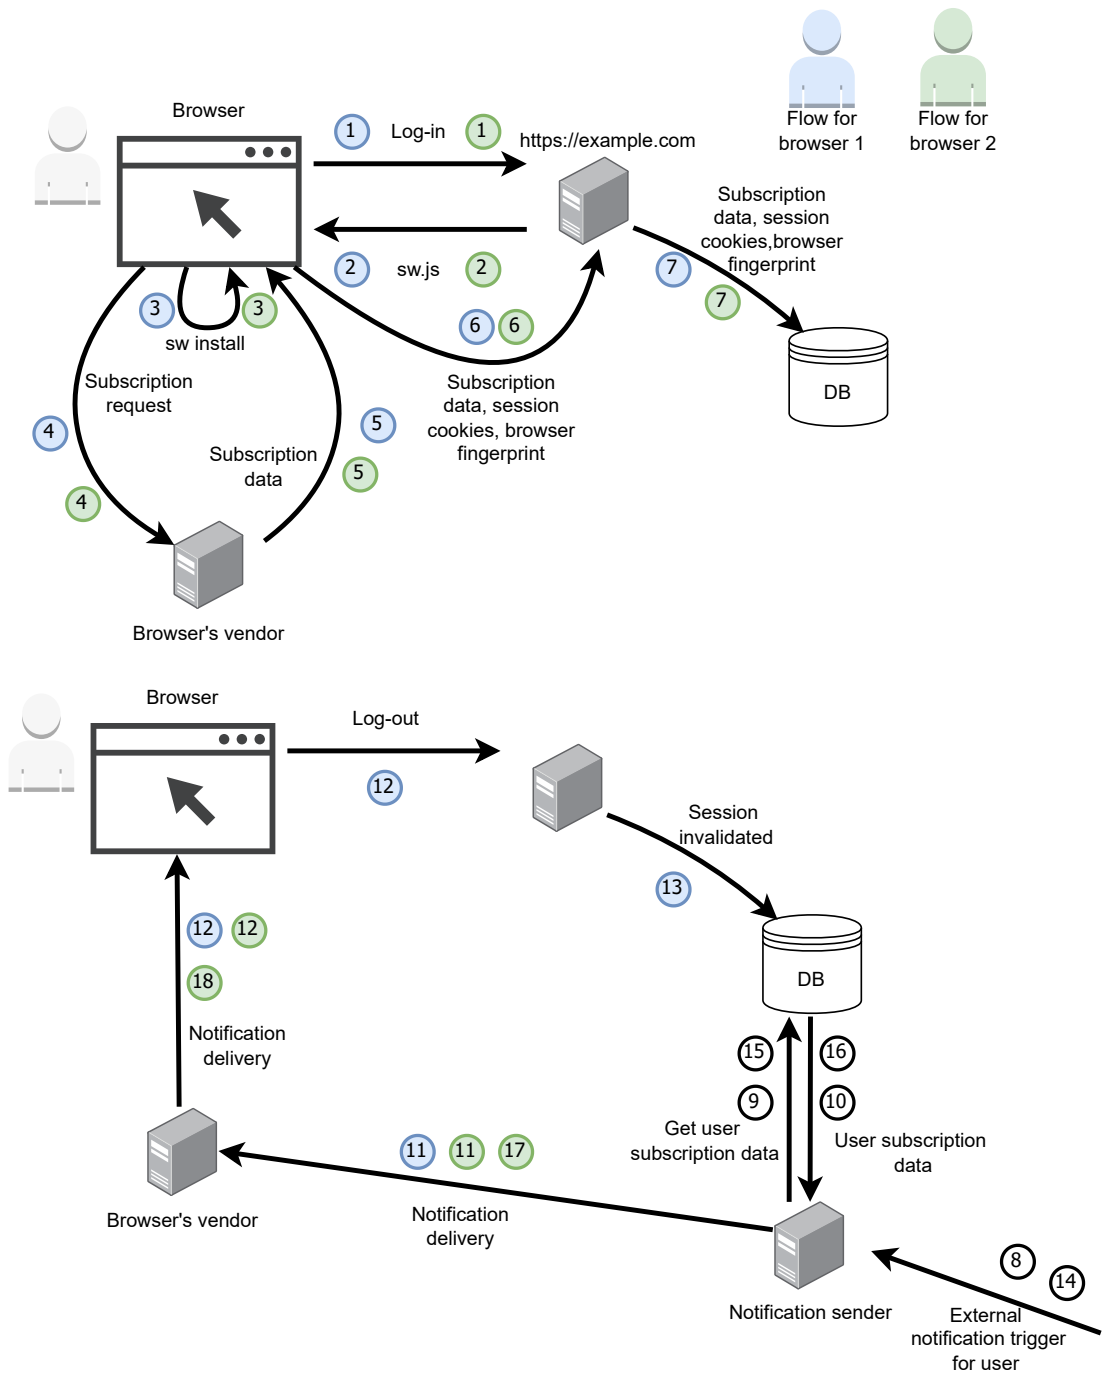 Flow for
browser 1
Flow for
browser 2
Browser
1 Log-in 1
https://example.com
2 sw.js 2
Subscription
data, session
cookies,browser
fingerprint
7
7
3 3
sw install
6 6
DB
Subscription
request
Subscription
data, session
cookies, browser
fingerprint
4
4
Subscription
data
5
5
Browser's vendor
Browser
Log-out
12
Session
invalidated
13
DB
12 12
18
Notification
delivery
15 16
9 10
Get user
subscription data
User subscription
data
11 11 17
Notification
delivery
Browser's vendor
Notification sender
8
14
External
notification trigger
for user